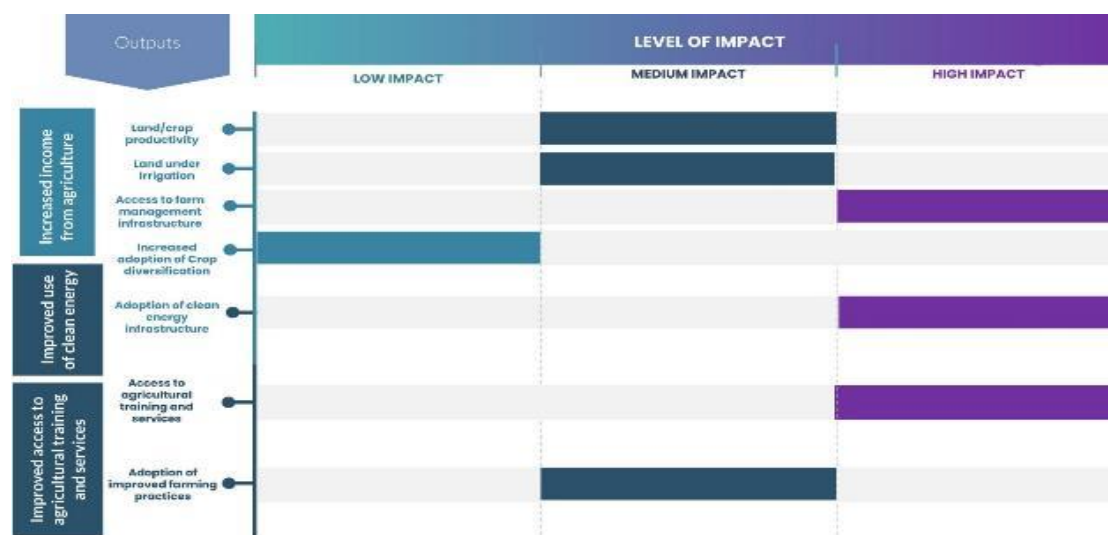 Outputs
LEVEL OF IMPACT
LOW IMPACT
MEDIUM IMPACT
HIGH IMPACT
Increased income
from agriculture
Land/crop
productivity
Land under
Irrigation
Access to farm
management
infrastructure
Increased
adoption of Crop
diversification
Improved use
of clean energy
Adoption of clean
energy
infrastructure
Improved access to
agricultural training
and services
Access to
agricultural
training and
services
Adoption of
improved farming
practices